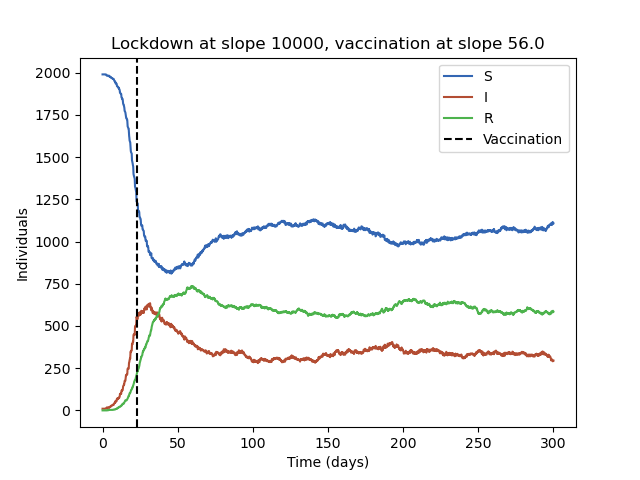 Lockdown at slope 10000, vaccination at slope 56.0
2000
1750
1500
1250
1000
750
500
250
0
Individuals
S
I
R
Vaccination
0
50
100
150
200
250
300
Time (days)